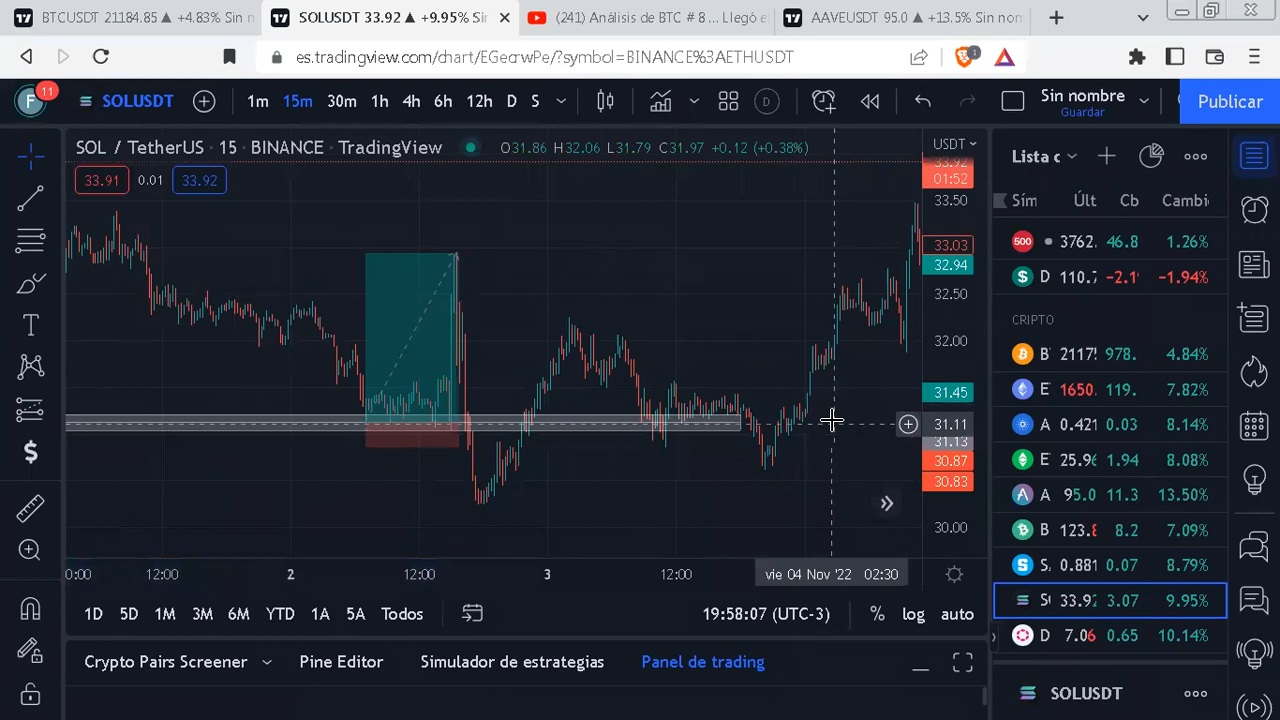 BTCUSDT 21184.85 ▲ +4.83% Sin n
SOLUSDT 33.92 ▲ +9.95% Si
(241) Análisis de BTC # 8 ... Llegó e
AAVEUSDT 95.0 ▲ +13.5% Sin non
es.tradingview.com/chart/EGecrwPe/?symbol=BINANCE%3AETHUSDT
1
F 11 SOLUSDT 1m 15m 30m 1h 4h 6h 12h D S D Sin nombre Guardar Publicar
SOL / TetherUS · 15 · BINANCE · TradingView O31.86 H32.06 L31.79 C31.97 +0.12 (+0.38%)
USDT
33.91 0.01 33.92
33.92
01:52
33.50
33.03
32.94
32.50
32.00
31.45
31.11
31.13
30.87
30.83
30.00
0:00 12:00 2 12:00 3 12:00 vie 04 Nov '22 02:30
1D 5D 1M 3M 6M YTD 1A 5A Todos 19:58:07 (UTC-3) % log auto
Crypto Pairs Screener Pine Editor Simulador de estrategias Panel de trading
Lista c
Sím Últ Cb Cambi
500 3762. 46.8 1.26%
D 110.7 -2.1 −1.94%
CRIPTO
B 2117 978. 4.84%
E 1650. 119. 7.82%
A 0.421 0.03 8.14%
E 25.96 1.94 8.08%
A 95.0 11.3 13.50%
B 123.8 8.2 7.09%
S. 0.881 0.07 8.79%
S 33.92 3.07 9.95%
D 7.06 0.65 10.14%
SOLUSDT